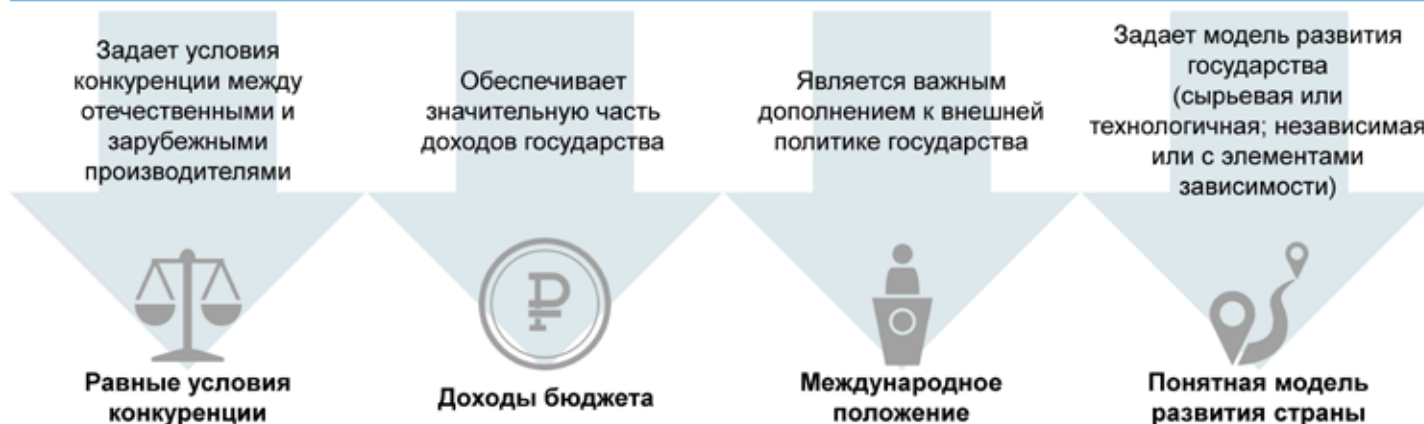 Задает условия
конкуренции между
отечественными и
зарубежными
производителями
Равные условия
конкуренции
Обеспечивает
значительную часть
доходов государства
Доходы бюджета
Является важным
дополнением к внешней
политике государства
Международное
положение
Задает модель развития
государства
(сырьевая или
технологичная; независимая
или с элементами
зависимости)
Понятная модель
развития страны